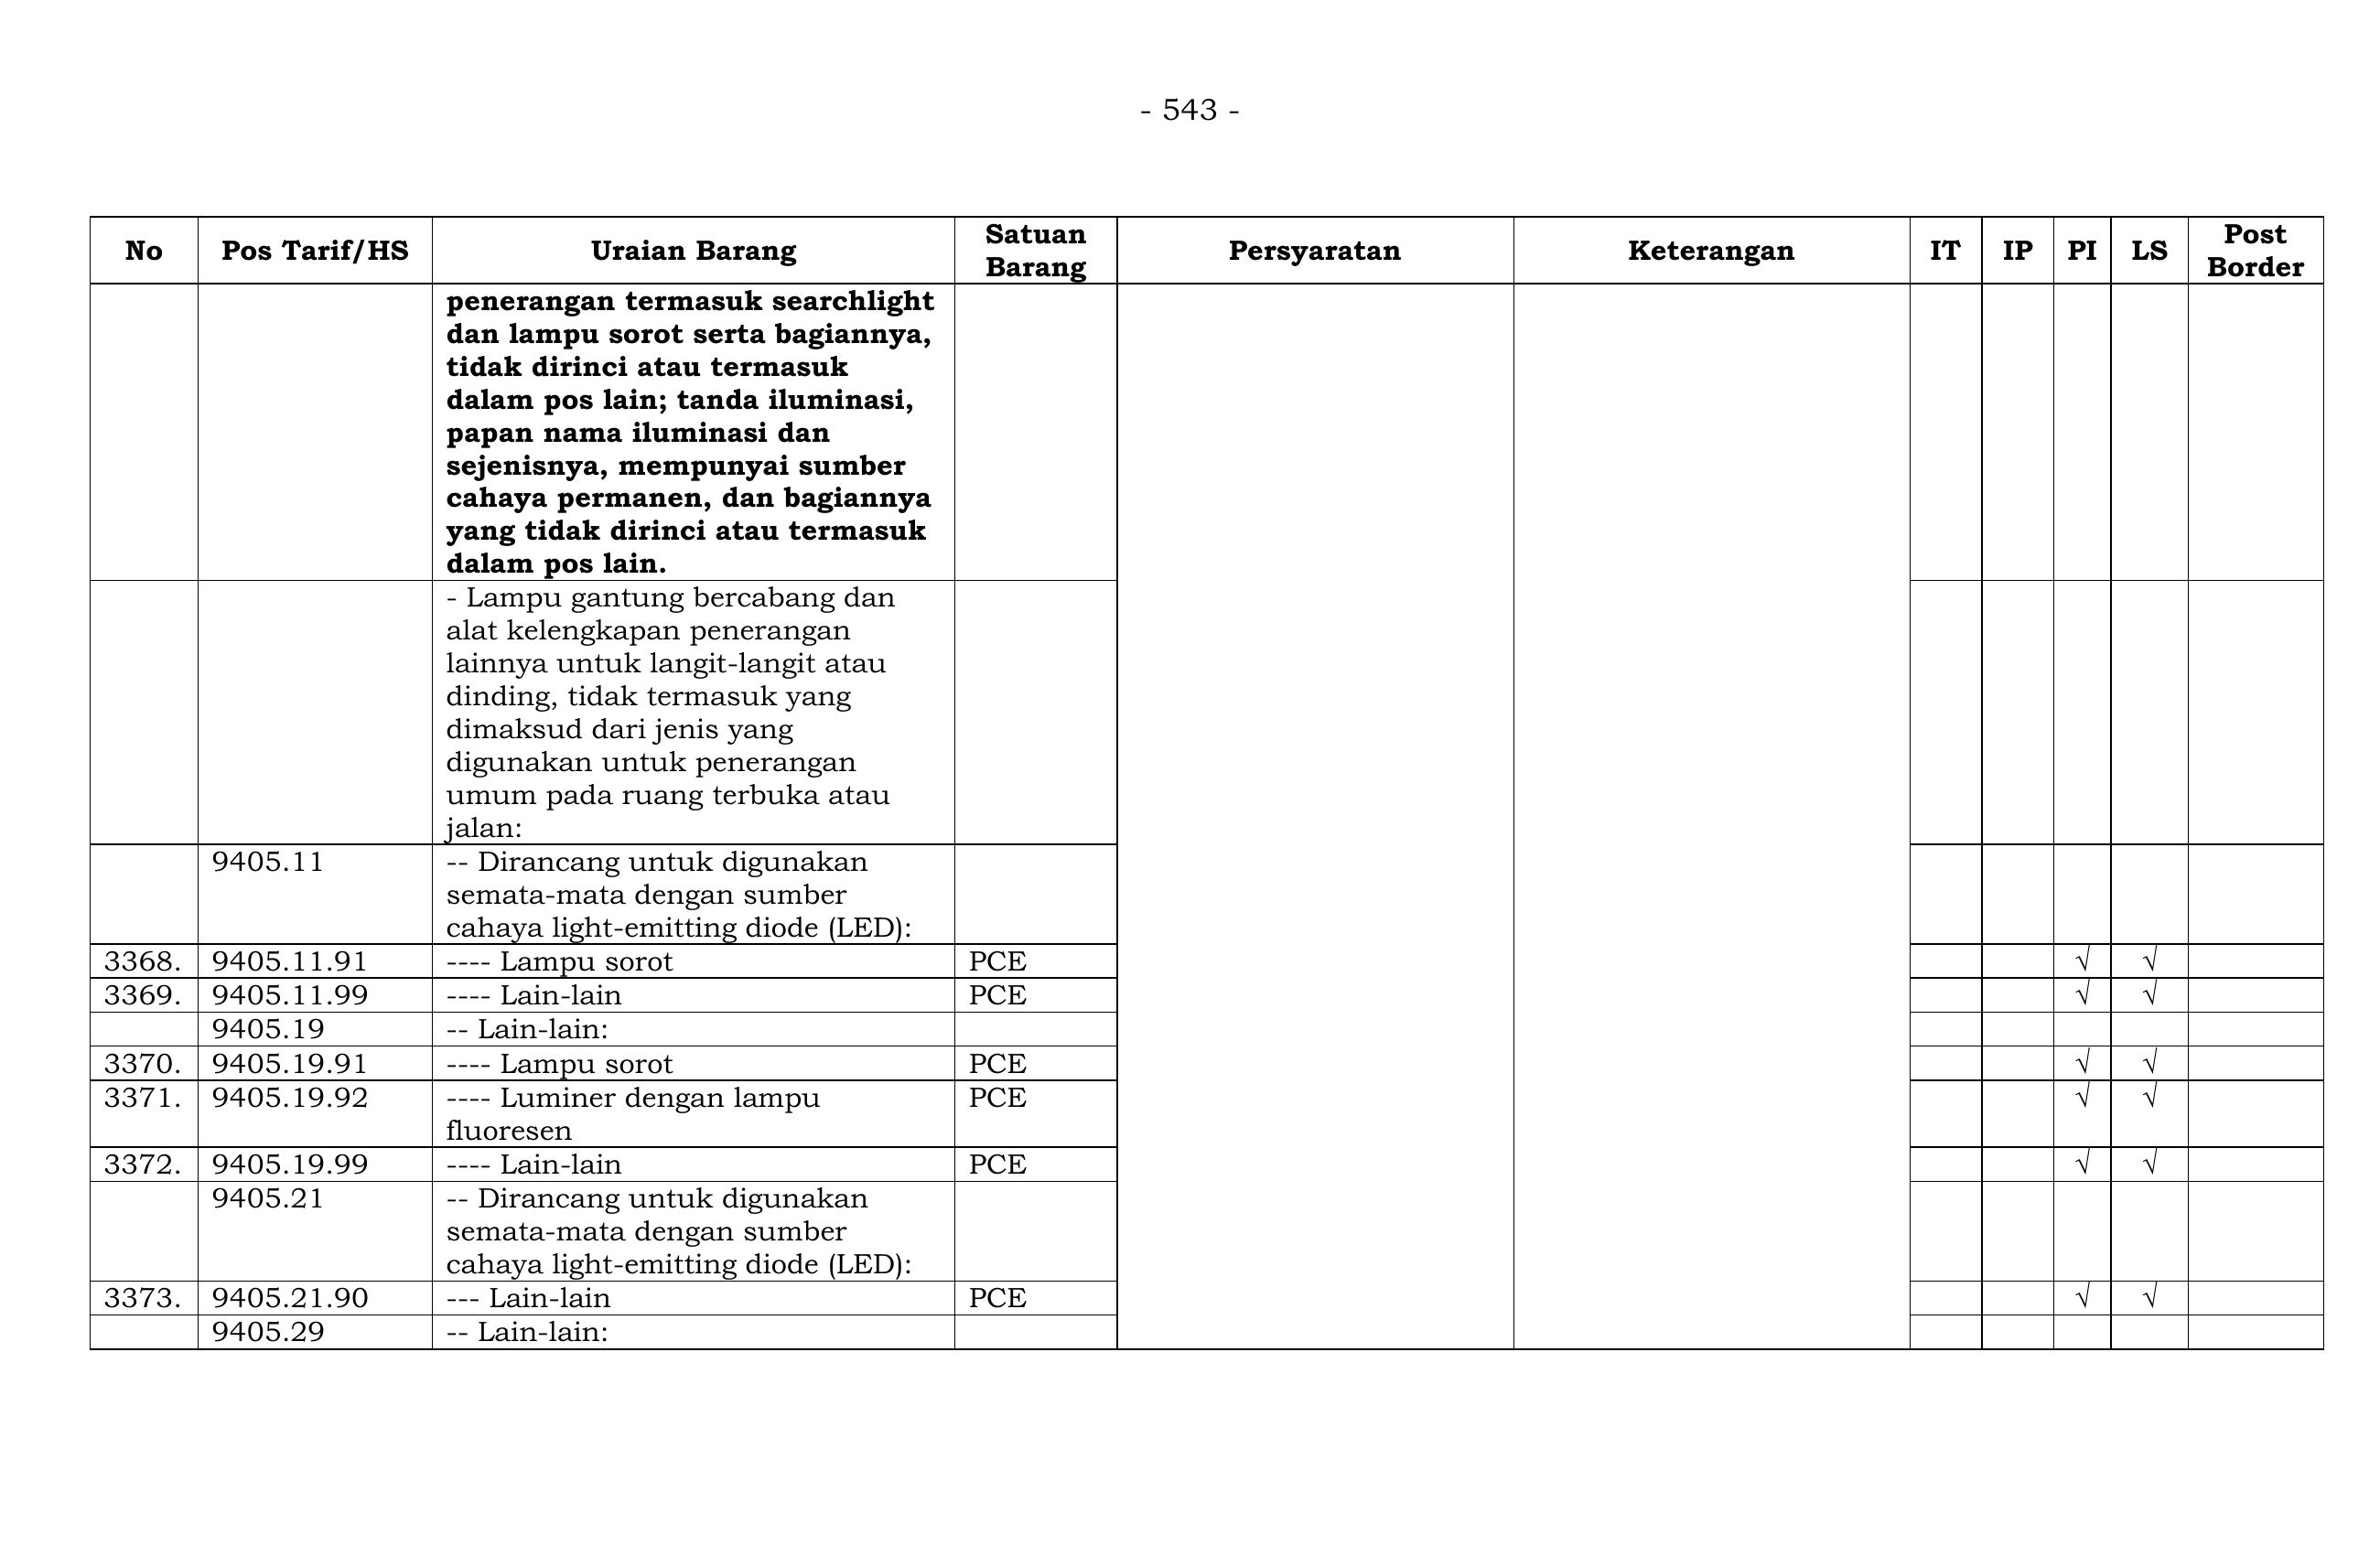 - 543 -
No Pos Tarif/HS Uraian Barang Satuan Barang Persyaratan Keterangan IT IP PI LS Post Border
penerangan termasuk searchlight
dan lampu sorot serta bagiannya,
tidak dirinci atau termasuk
dalam pos lain; tanda iluminasi,
papan nama iluminasi dan
sejenisnya, mempunyai sumber
cahaya permanen, dan bagiannya
yang tidak dirinci atau termasuk
dalam pos lain.
- Lampu gantung bercabang dan
alat kelengkapan penerangan
lainnya untuk langit-langit atau
dinding, tidak termasuk yang
dimaksud dari jenis yang
digunakan untuk penerangan
umum pada ruang terbuka atau
jalan:
9405.11 -- Dirancang untuk digunakan
semata-mata dengan sumber
cahaya light-emitting diode (LED):
3368. 9405.11.91 ---- Lampu sorot PCE √ √
3369. 9405.11.99 ---- Lain-lain PCE √ √
9405.19 -- Lain-lain:
3370. 9405.19.91 ---- Lampu sorot PCE √ √
3371. 9405.19.92 ---- Luminer dengan lampu PCE √ √
fluoresen
3372. 9405.19.99 ---- Lain-lain PCE √ √
9405.21 -- Dirancang untuk digunakan
semata-mata dengan sumber
cahaya light-emitting diode (LED):
3373. 9405.21.90 --- Lain-lain PCE √ √
9405.29 -- Lain-lain: